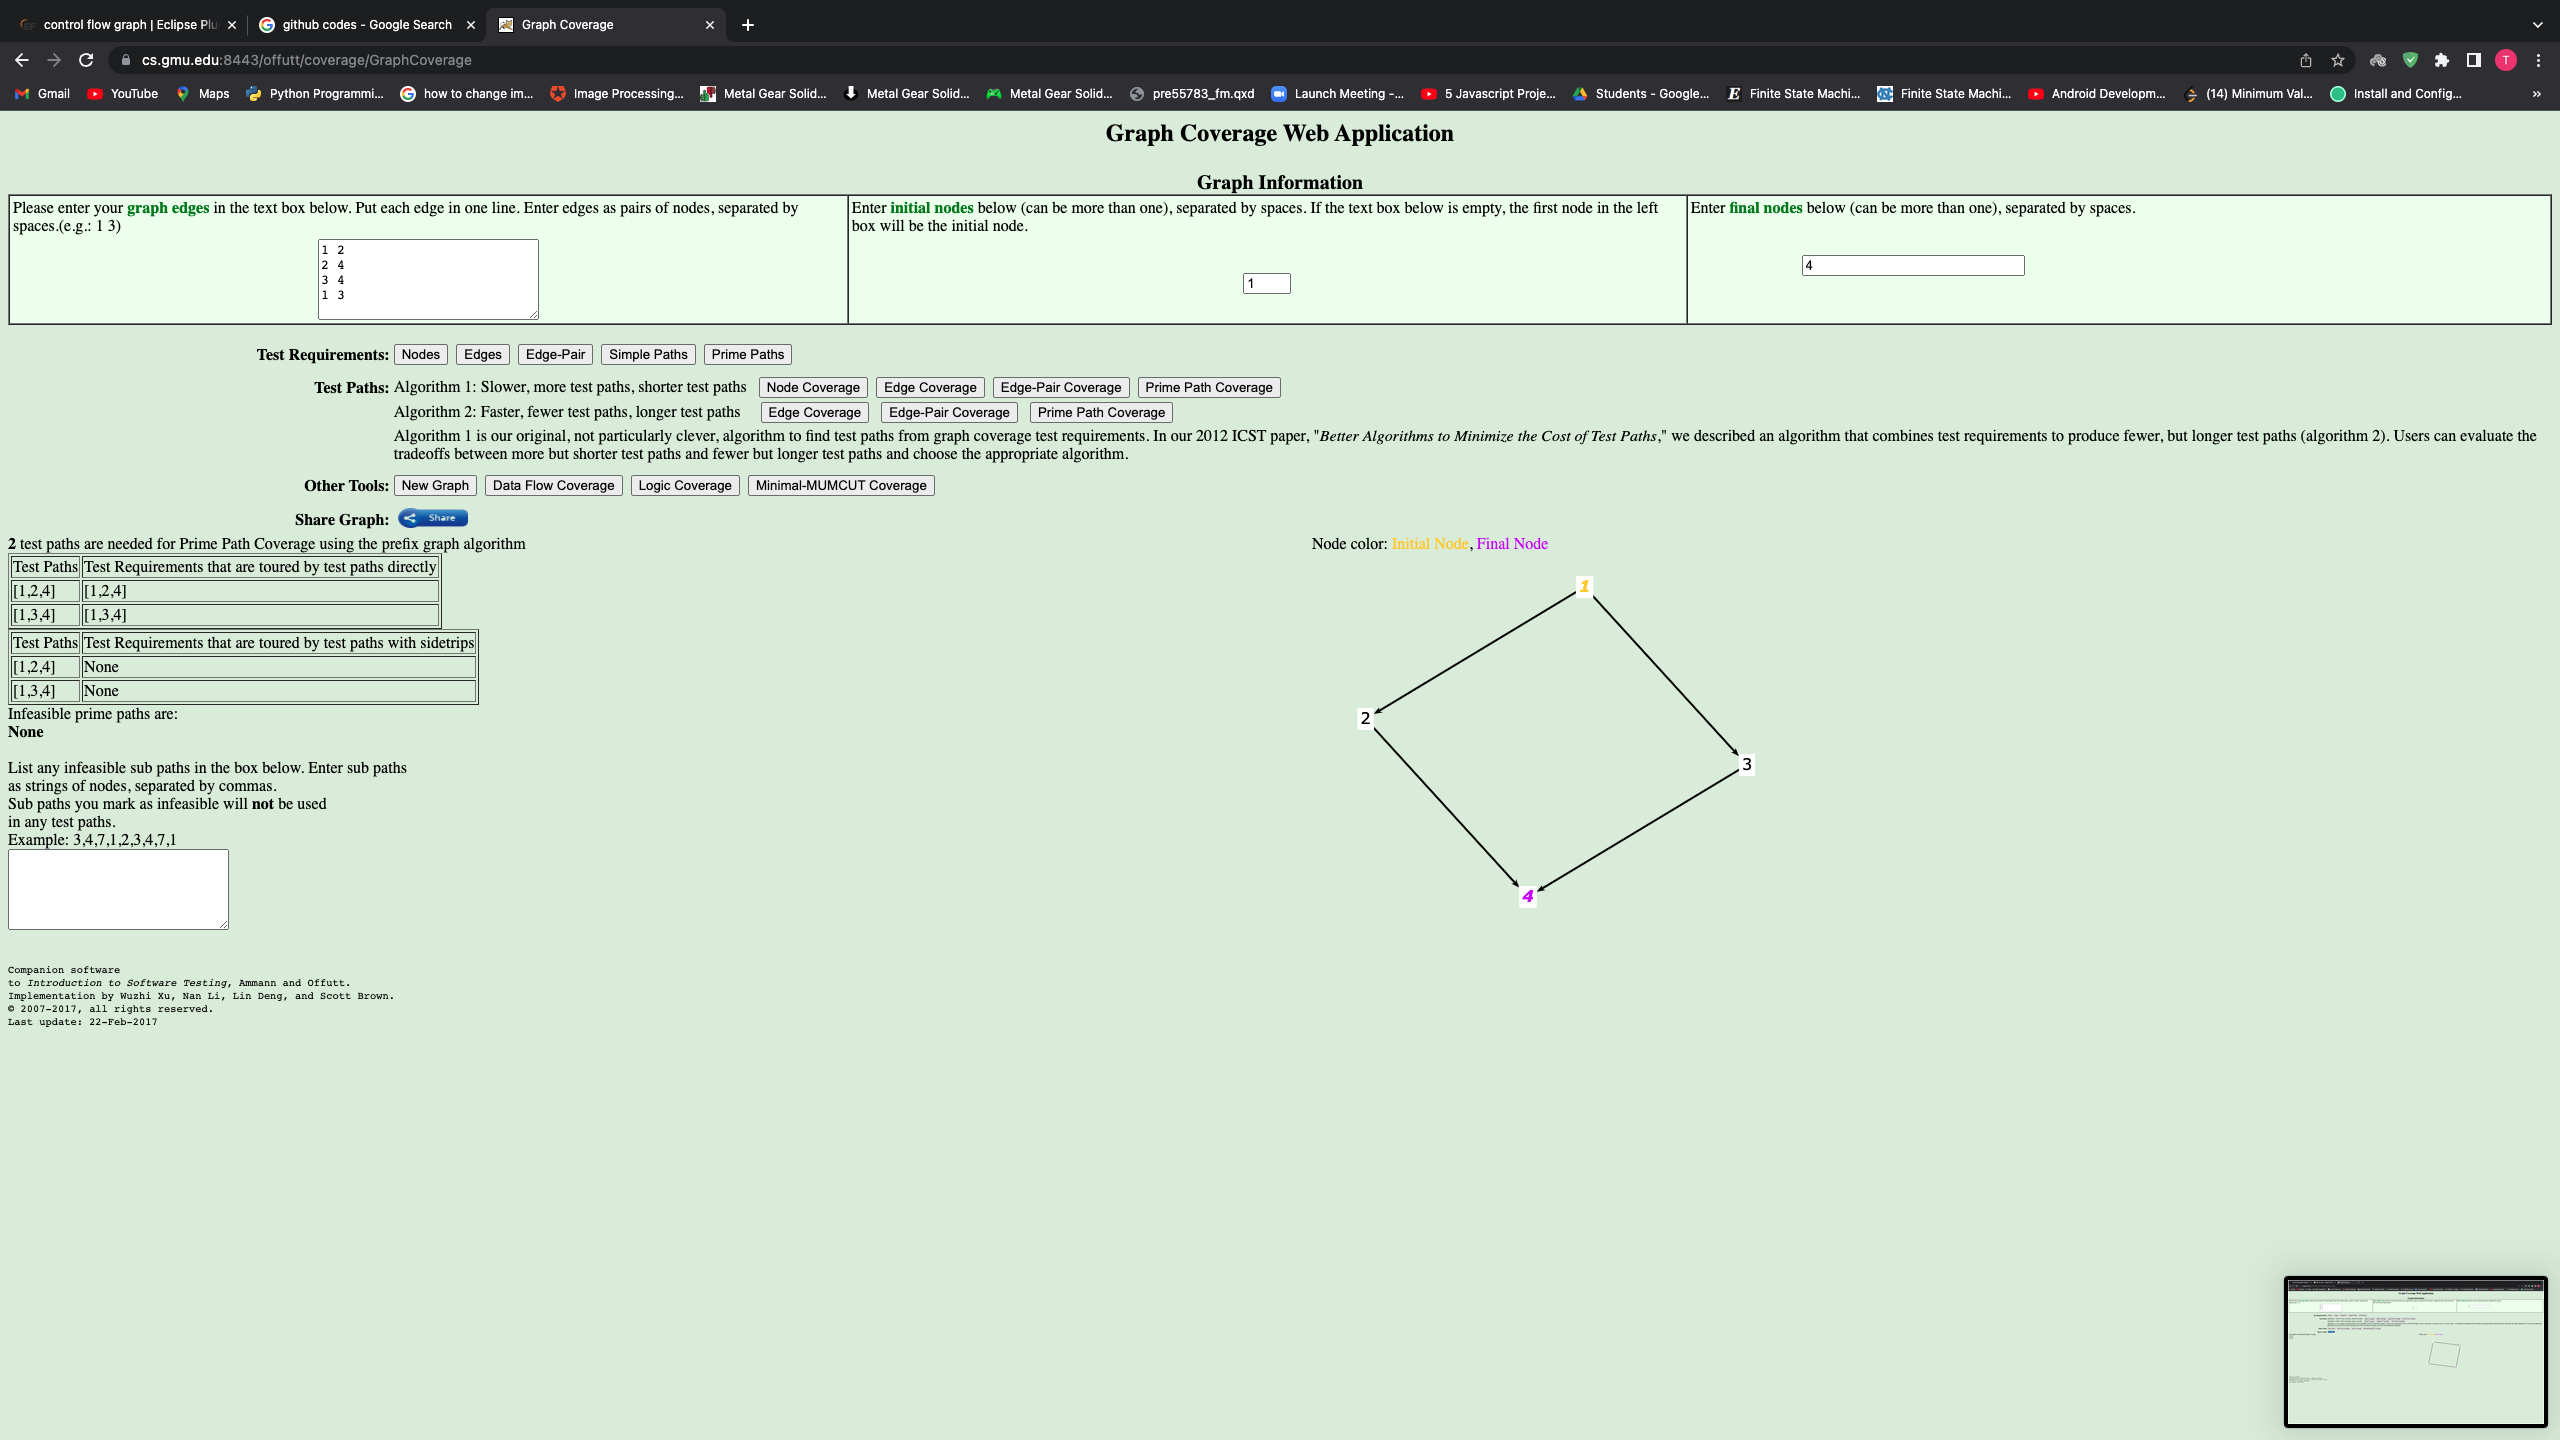 control flow graph | Eclipse Plu
github codes - Google Search
Graph Coverage
cs.gmu.edu:8443/offutt/coverage/GraphCoverage
T
Gmail
YouTube
Maps
Python Programmi...
how to change im...
Image Processing...
Metal Gear Solid...
Metal Gear Solid...
Metal Gear Solid...
pre55783_fm.qxd
Launch Meeting -...
5 Javascript Proje...
Students - Google...
Finite State Machi...
Finite State Machi...
Android Developm...
(14) Minimum Val...
Install and Config...
Graph Coverage Web Application
Graph Information
Please enter your graph edges in the text box below. Put each edge in one line. Enter edges as pairs of nodes, separated by
spaces.(e.g.: 1 3)
1 2
2 4
3 4
1 3
Enter initial nodes below (can be more than one), separated by spaces. If the text box below is empty, the first node in the left
box will be the initial node.
1
Enter final nodes below (can be more than one), separated by spaces.
4
Test Requirements: Nodes Edges Edge-Pair Simple Paths Prime Paths
Test Paths: Algorithm 1: Slower, more test paths, shorter test paths Node Coverage Edge Coverage Edge-Pair Coverage Prime Path Coverage
Algorithm 2: Faster, fewer test paths, longer test paths Edge Coverage Edge-Pair Coverage Prime Path Coverage
Algorithm 1 is our original, not particularly clever, algorithm to find test paths from graph coverage test requirements. In our 2012 ICST paper, "Better Algorithms to Minimize the Cost of Test Paths," we described an algorithm that combines test requirements to produce fewer, but longer test paths (algorithm 2). Users can evaluate the
tradeoffs between more but shorter test paths and fewer but longer test paths and choose the appropriate algorithm.
Other Tools: New Graph Data Flow Coverage Logic Coverage Minimal-MUMCUT Coverage
Share Graph: Share
2 test paths are needed for Prime Path Coverage using the prefix graph algorithm
Test Paths Test Requirements that are toured by test paths directly
[1,2,4] [1,2,4]
[1,3,4] [1,3,4]
Test Paths Test Requirements that are toured by test paths with sidetrips
[1,2,4] None
[1,3,4] None
Infeasible prime paths are:
None
List any infeasible sub paths in the box below. Enter sub paths
as strings of nodes, separated by commas.
Sub paths you mark as infeasible will not be used
in any test paths.
Example: 3,4,7,1,2,3,4,7,1
Node color: Initial Node, Final Node
1
2
3
4
Companion software
to Introduction to Software Testing, Ammann and Offutt.
Implementation by Wuzhi Xu, Nan Li, Lin Deng, and Scott Brown.
© 2007-2017, all rights reserved.
Last update: 22-Feb-2017